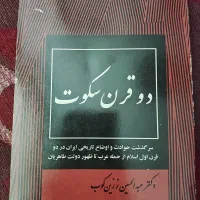 دو قرن سکوت
سرگذشت حوادث و اوضاع تاریخی ایران در دو
قرن اول اسلام از حمله عرب تا ظهور دولت طاهریان
دکتر عبدالحسین زرین کوب